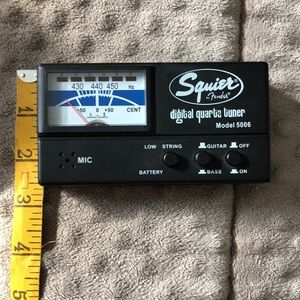 430 440 450 Hz
+50 +50 CENT
Squier
by Fender
digital quartz tuner
Model 5006
MIC
LOW STRING GUITAR OFF
BATTERY BASS ON
1
2
3
4
5